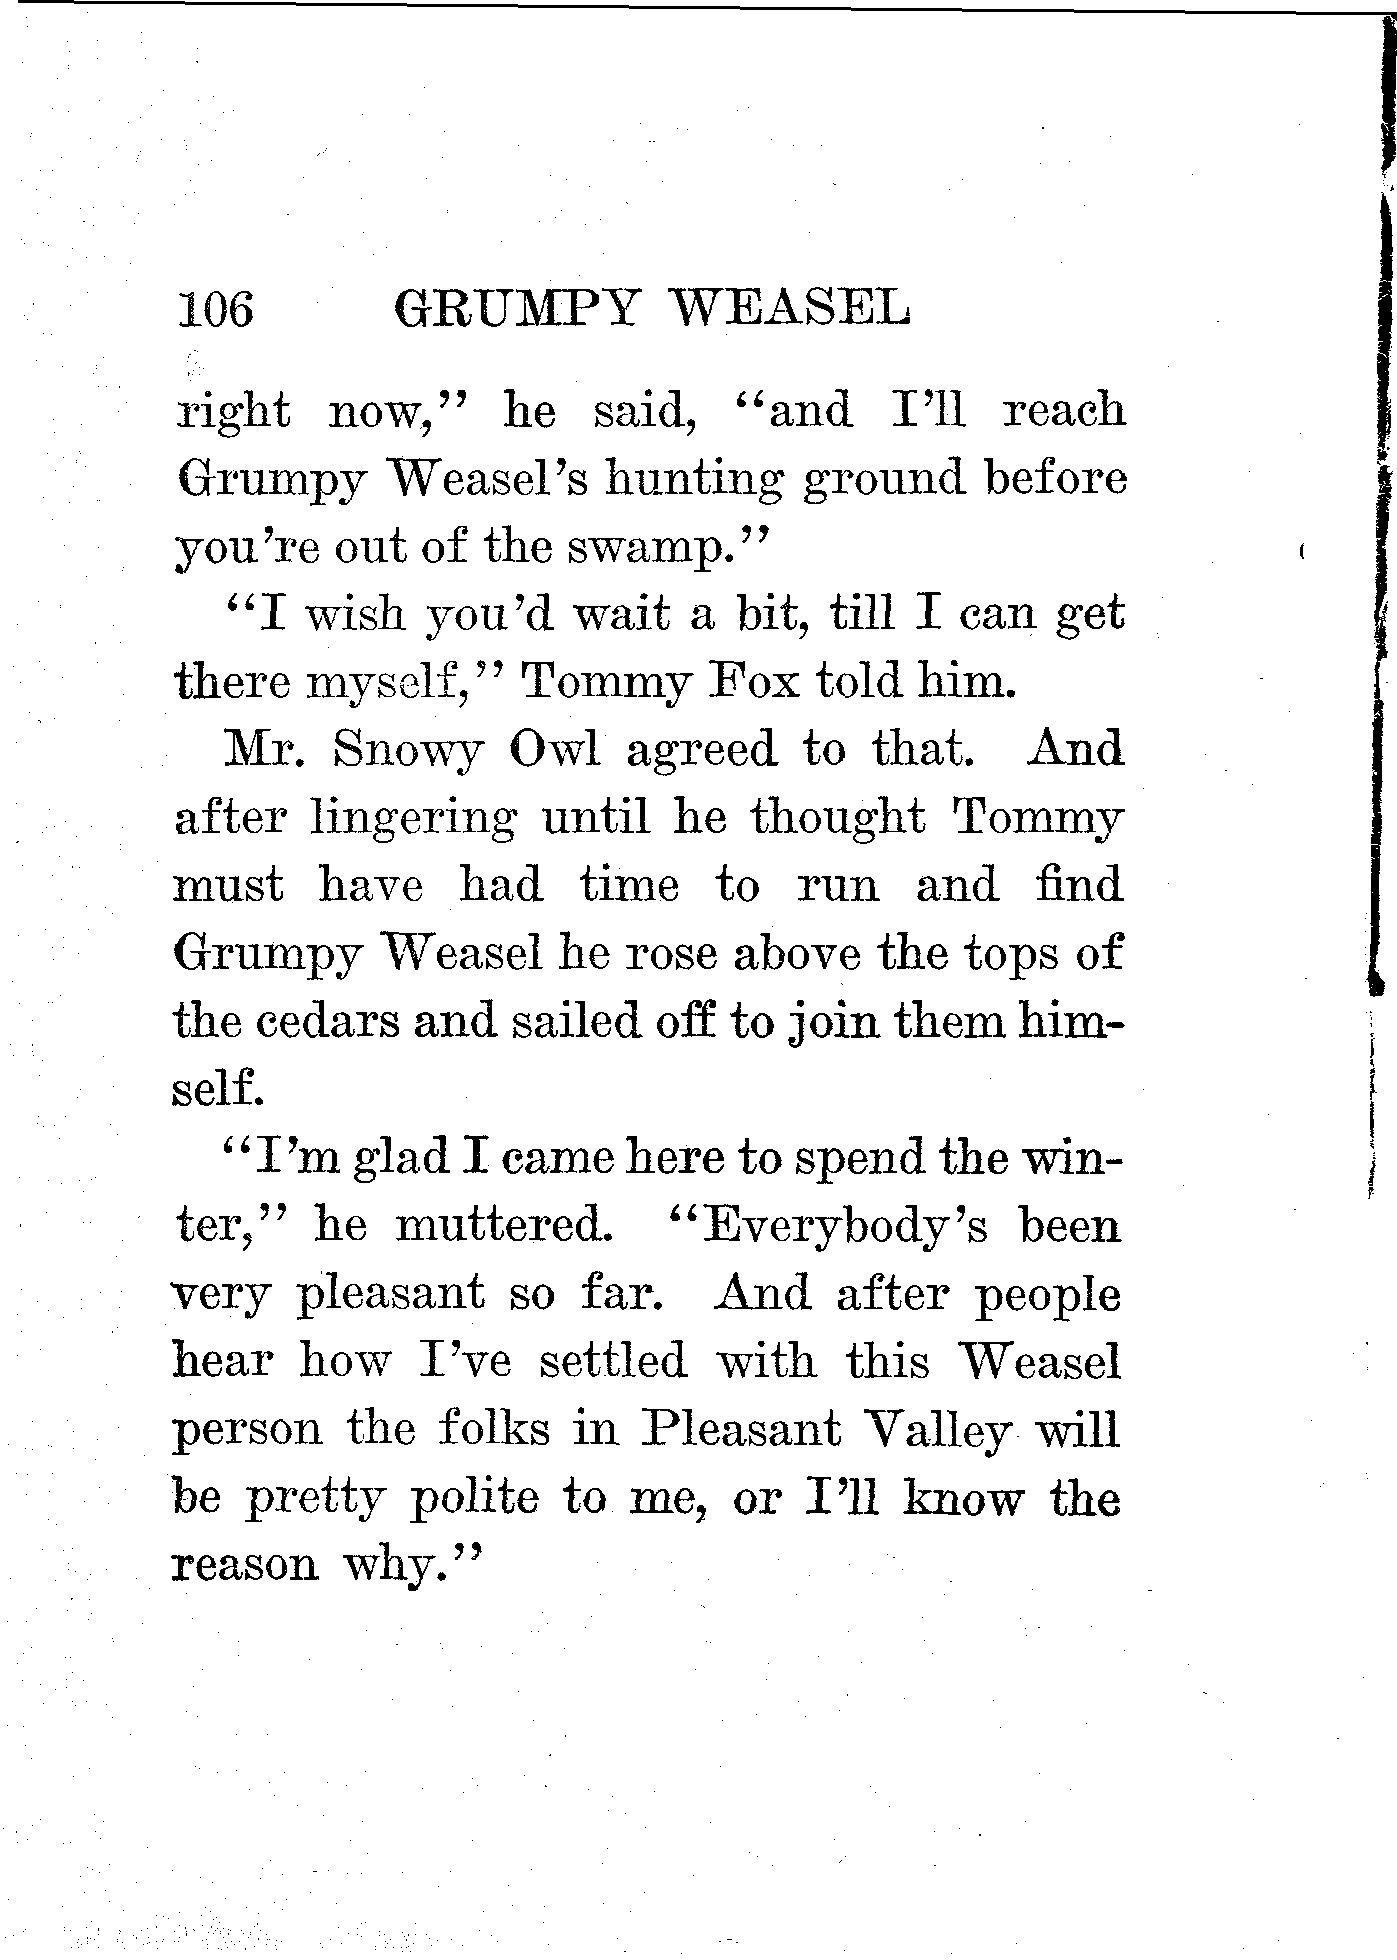 106 GRUMPY WEASEL
right now," he said, "and I'll reach
Grumpy Weasel's hunting ground before
you're out of the swamp."
"I wish you'd wait a bit, till I can get
there myself," Tommy Fox told him.
Mr. Snowy Owl agreed to that. And
after lingering until he thought Tommy
must have had time to run and find
Grumpy Weasel he rose above the tops of
the cedars and sailed off to join them him-
self.
"I'm glad I came here to spend the win-
ter," he muttered. "Everybody's been
very pleasant so far. And after people
hear how I've settled with this Weasel
person the folks in Pleasant Valley will
be pretty polite to me, or I'll know the
reason why."